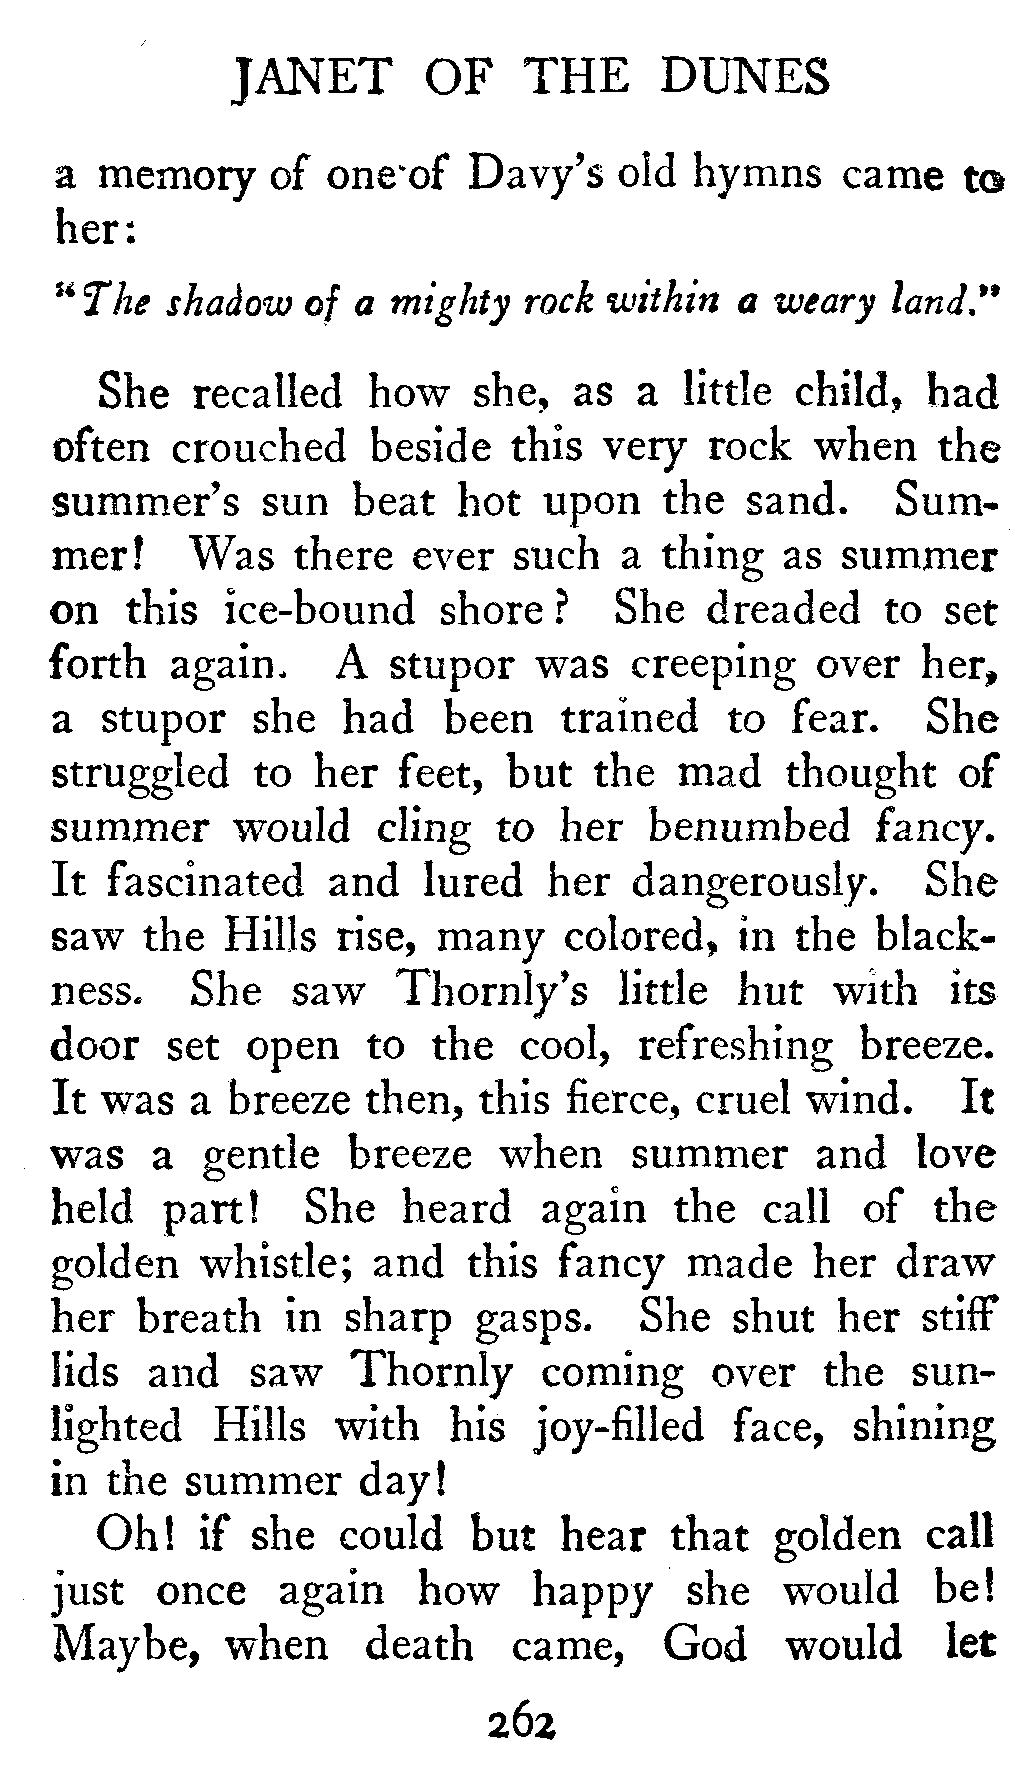 JANET OF THE DUNES
a memory of one of Davy's old hymns came to
her:
"The shadow of a mighty rock within a weary land."
She recalled how she, as a little child, had
often crouched beside this very rock when the
summer's sun beat hot upon the sand. Sum-
mer! Was there ever such a thing as summer
on this ice-bound shore? She dreaded to set
forth again. A stupor was creeping over her,
a stupor she had been trained to fear. She
struggled to her feet, but the mad thought of
summer would cling to her benumbed fancy.
It fascinated and lured her dangerously. She
saw the Hills rise, many colored, in the black-
ness. She saw Thornly's little hut with its
door set open to the cool, refreshing breeze.
It was a breeze then, this fierce, cruel wind. It
was a gentle breeze when summer and love
held part! She heard again the call of the
golden whistle; and this fancy made her draw
her breath in sharp gasps. She shut her stiff
lids and saw Thornly coming over the sun-
lighted Hills with his joy-filled face, shining
in the summer day!
Oh! if she could but hear that golden call
just once again how happy she would be!
Maybe, when death came, God would let
262